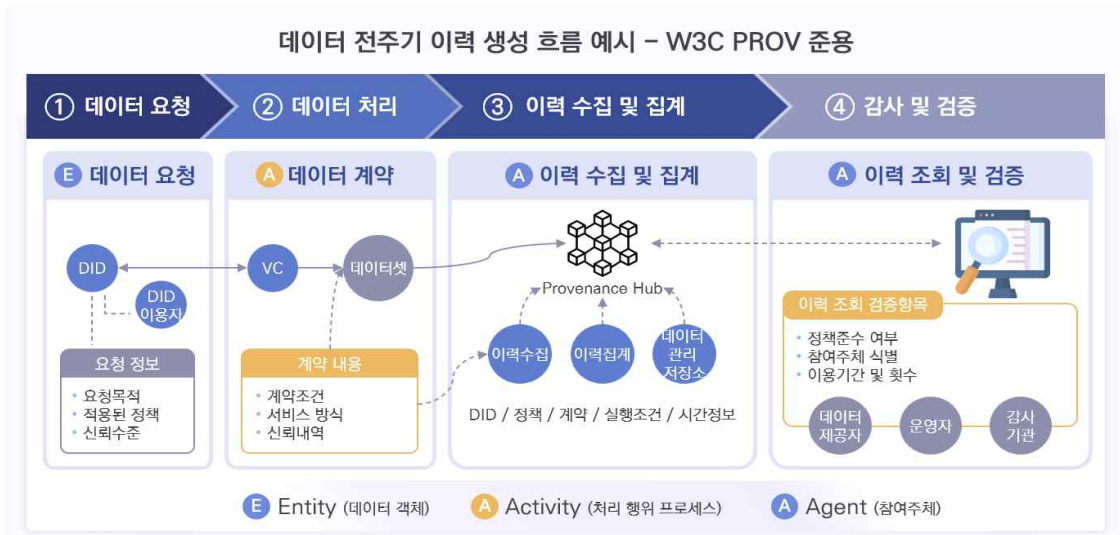 데이터 전주기 이력 생성 흐름 예시 – W3C PROV 준용
① 데이터 요청
② 데이터 처리
③ 이력 수집 및 집계
④ 감사 및 검증
E 데이터 요청
A 데이터 계약
A 이력 수집 및 집계
A 이력 조회 및 검증
DID
DID
이용자
요청 정보
• 요청목적
• 적용된 정책
• 신뢰수준
VC
데이터셋
계약 내용
• 계약조건
• 서비스 방식
• 신뢰내역
Provenance Hub
이력수집
이력집계
데이터
관리
저장소
DID / 정책 / 계약 / 실행조건 / 시간정보
이력 조회 검증항목
• 정책준수 여부
• 참여주체 식별
• 이용기간 및 횟수
데이터
제공자
운영자
감사
기관
E Entity (데이터 객체)
A Activity (처리 행위 프로세스)
A Agent (참여주체)